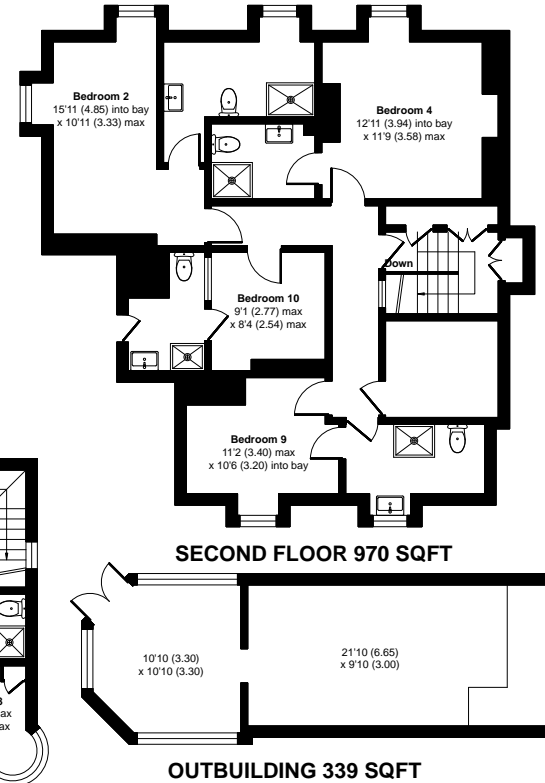 Bedroom 2
15'11 (4.85) into bay
x 10'11 (3.33) max
Bedroom 4
12'11 (3.94) into bay
x 11'9 (3.58) max
Down
Bedroom 10
9'1 (2.77) max
x 8'4 (2.54) max
Bedroom 9
11'2 (3.40) max
x 10'6 (3.20) into bay
SECOND FLOOR 970 SQFT
10'10 (3.30)
x 10'10 (3.30)
21'10 (6.65)
x 9'10 (3.00)
OUTBUILDING 339 SQFT